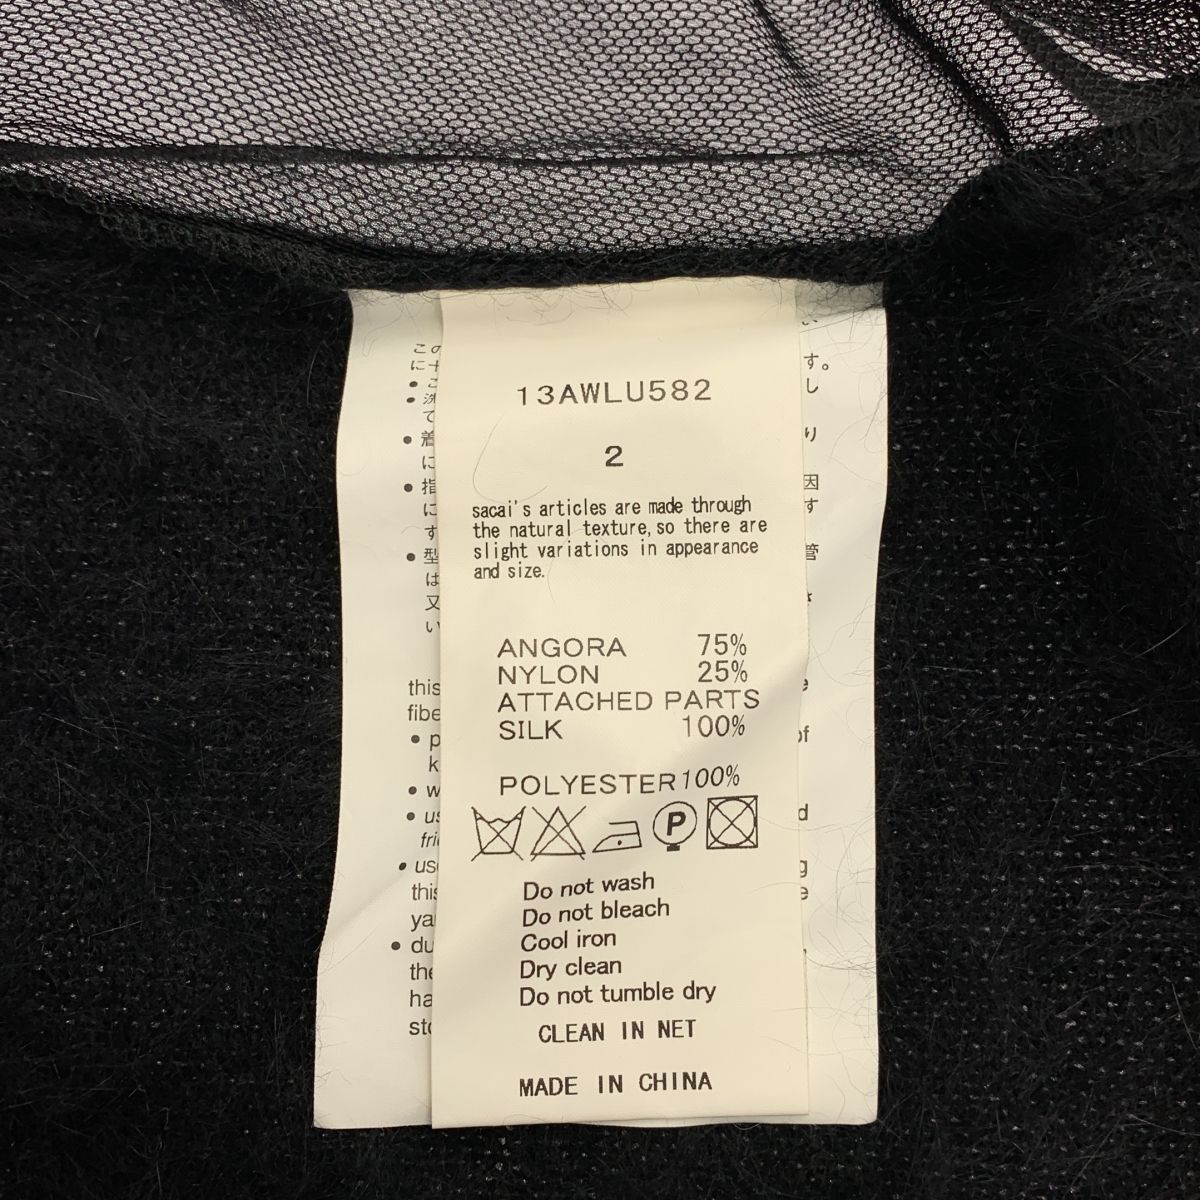 13AWLU582
2
sacai's articles are made through
the natural texture, so there are
slight variations in appearance
and size.
ANGORA 75%
NYLON 25%
ATTACHED PARTS
SILK 100%
POLYESTER 100%
P
Do not wash
Do not bleach
Cool iron
Dry clean
Do not tumble dry
CLEAN IN NET
MADE IN CHINA